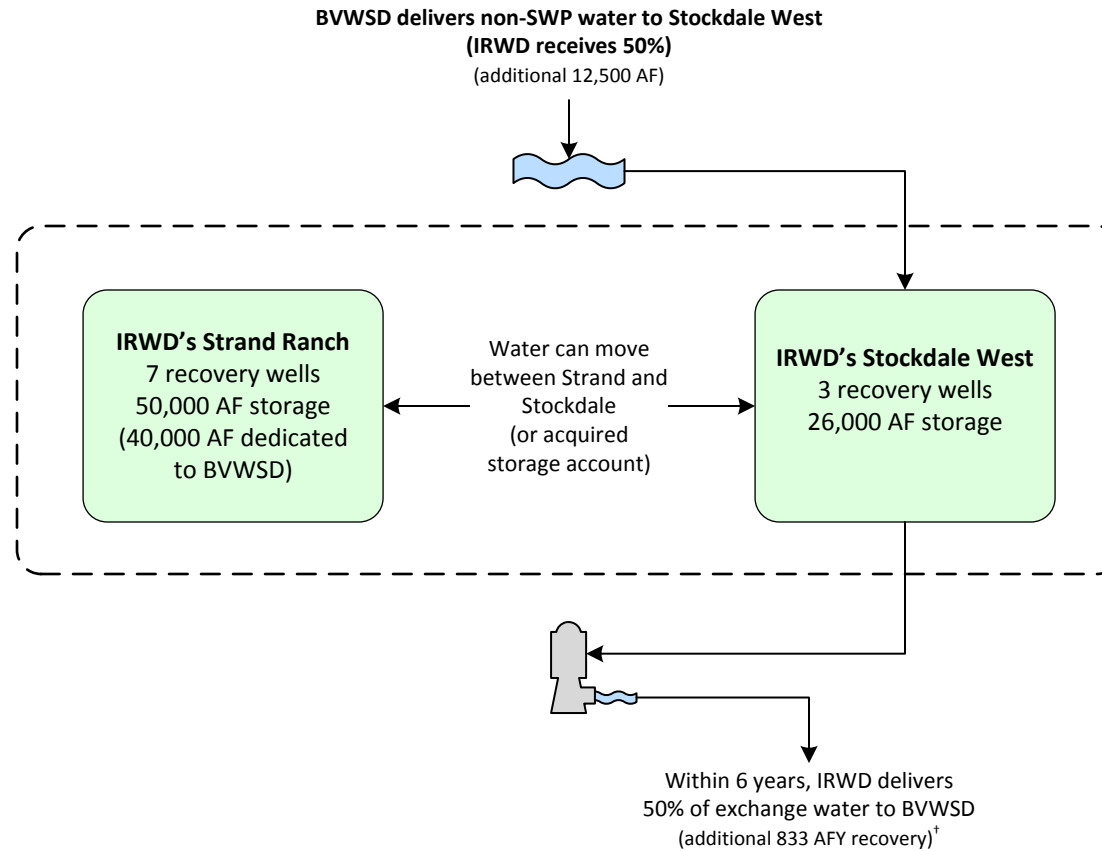 BVWSD delivers non-SWP water to Stockdale West
(IRWD receives 50%)
(additional 12,500 AF)
IRWD’s Strand Ranch
7 recovery wells
50,000 AF storage
(40,000 AF dedicated
to BVWSD)
Water can move
between Strand and
Stockdale
(or acquired
storage account)
IRWD’s Stockdale West
3 recovery wells
26,000 AF storage
Within 6 years, IRWD delivers
50% of exchange water to BVWSD
(additional 833 AFY recovery)†